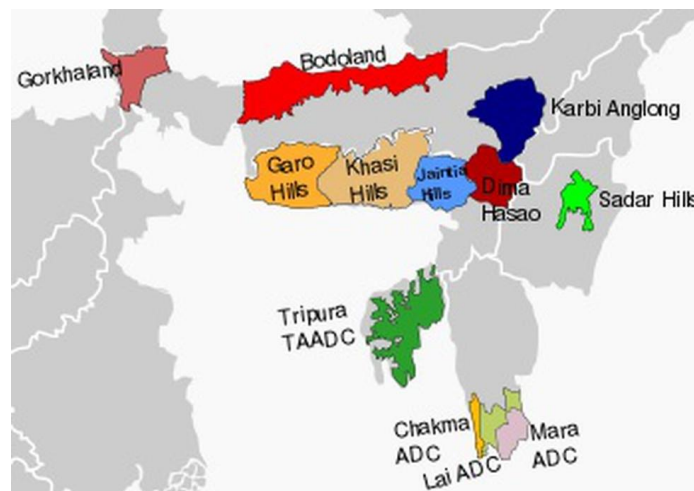 Gorkhaland
Bodoland
Karbi Anglong
Garo
Hills
Khasi
Hills
Jaintia
Hills
Dima
Hasao
Sadar Hills
Tripura
TAADC
Chakma
ADC
Lai ADC
Mara
ADC